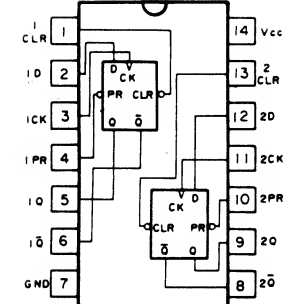 1 CLR 1 14 Vcc
1D 2 13 2 CLR
1CK 3 12 2D
1PR 4 11 2CK
1Q 5 10 2PR
1Q̅ 6 9 2Q
GND 7 8 2Q̅
D CK
PR CLR
Q Q̅
CK D
CLR PR
Q̅ Q